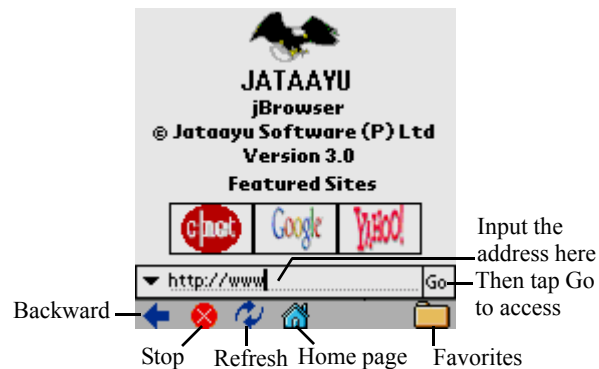 JATAAYU
jBrowser
© Jataayu Software (P) Ltd
Version 3.0
Featured Sites
c|net Google YAHOO!
Input the
address here
http://www Go
Then tap Go
to access
Backward
Stop Refresh Home page Favorites